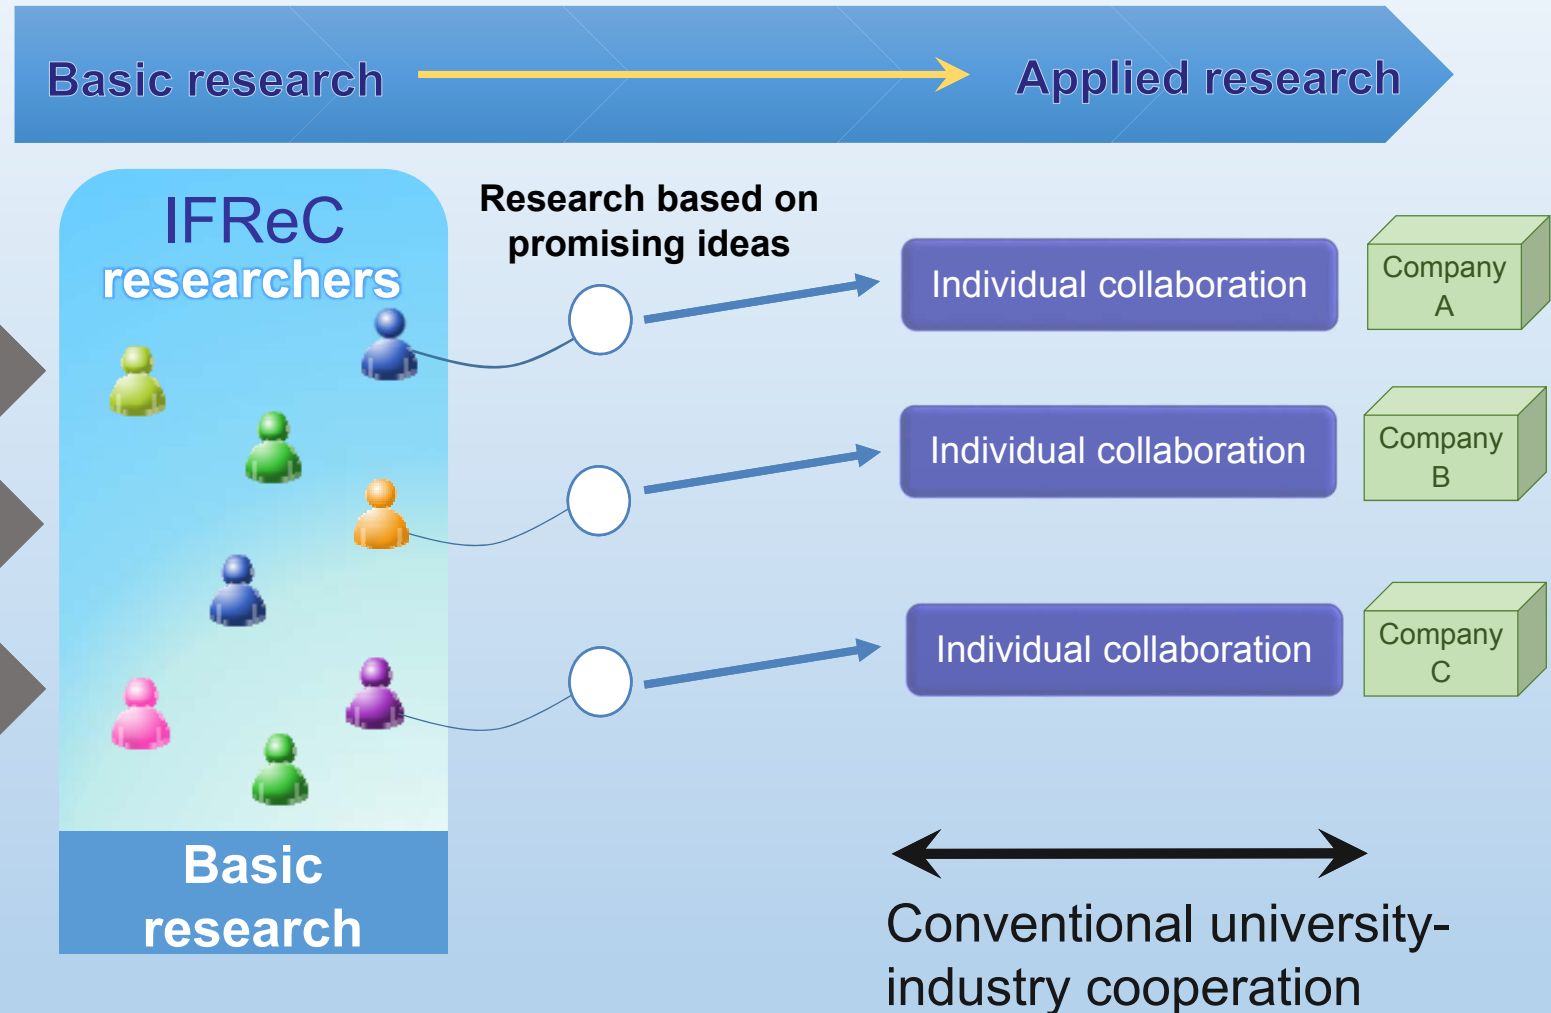 Basic research
Applied research
IFReC
researchers
Research based on
promising ideas
Individual collaboration
Company
A
Individual collaboration
Company
B
Individual collaboration
Company
C
Basic
research
Conventional university-
industry cooperation